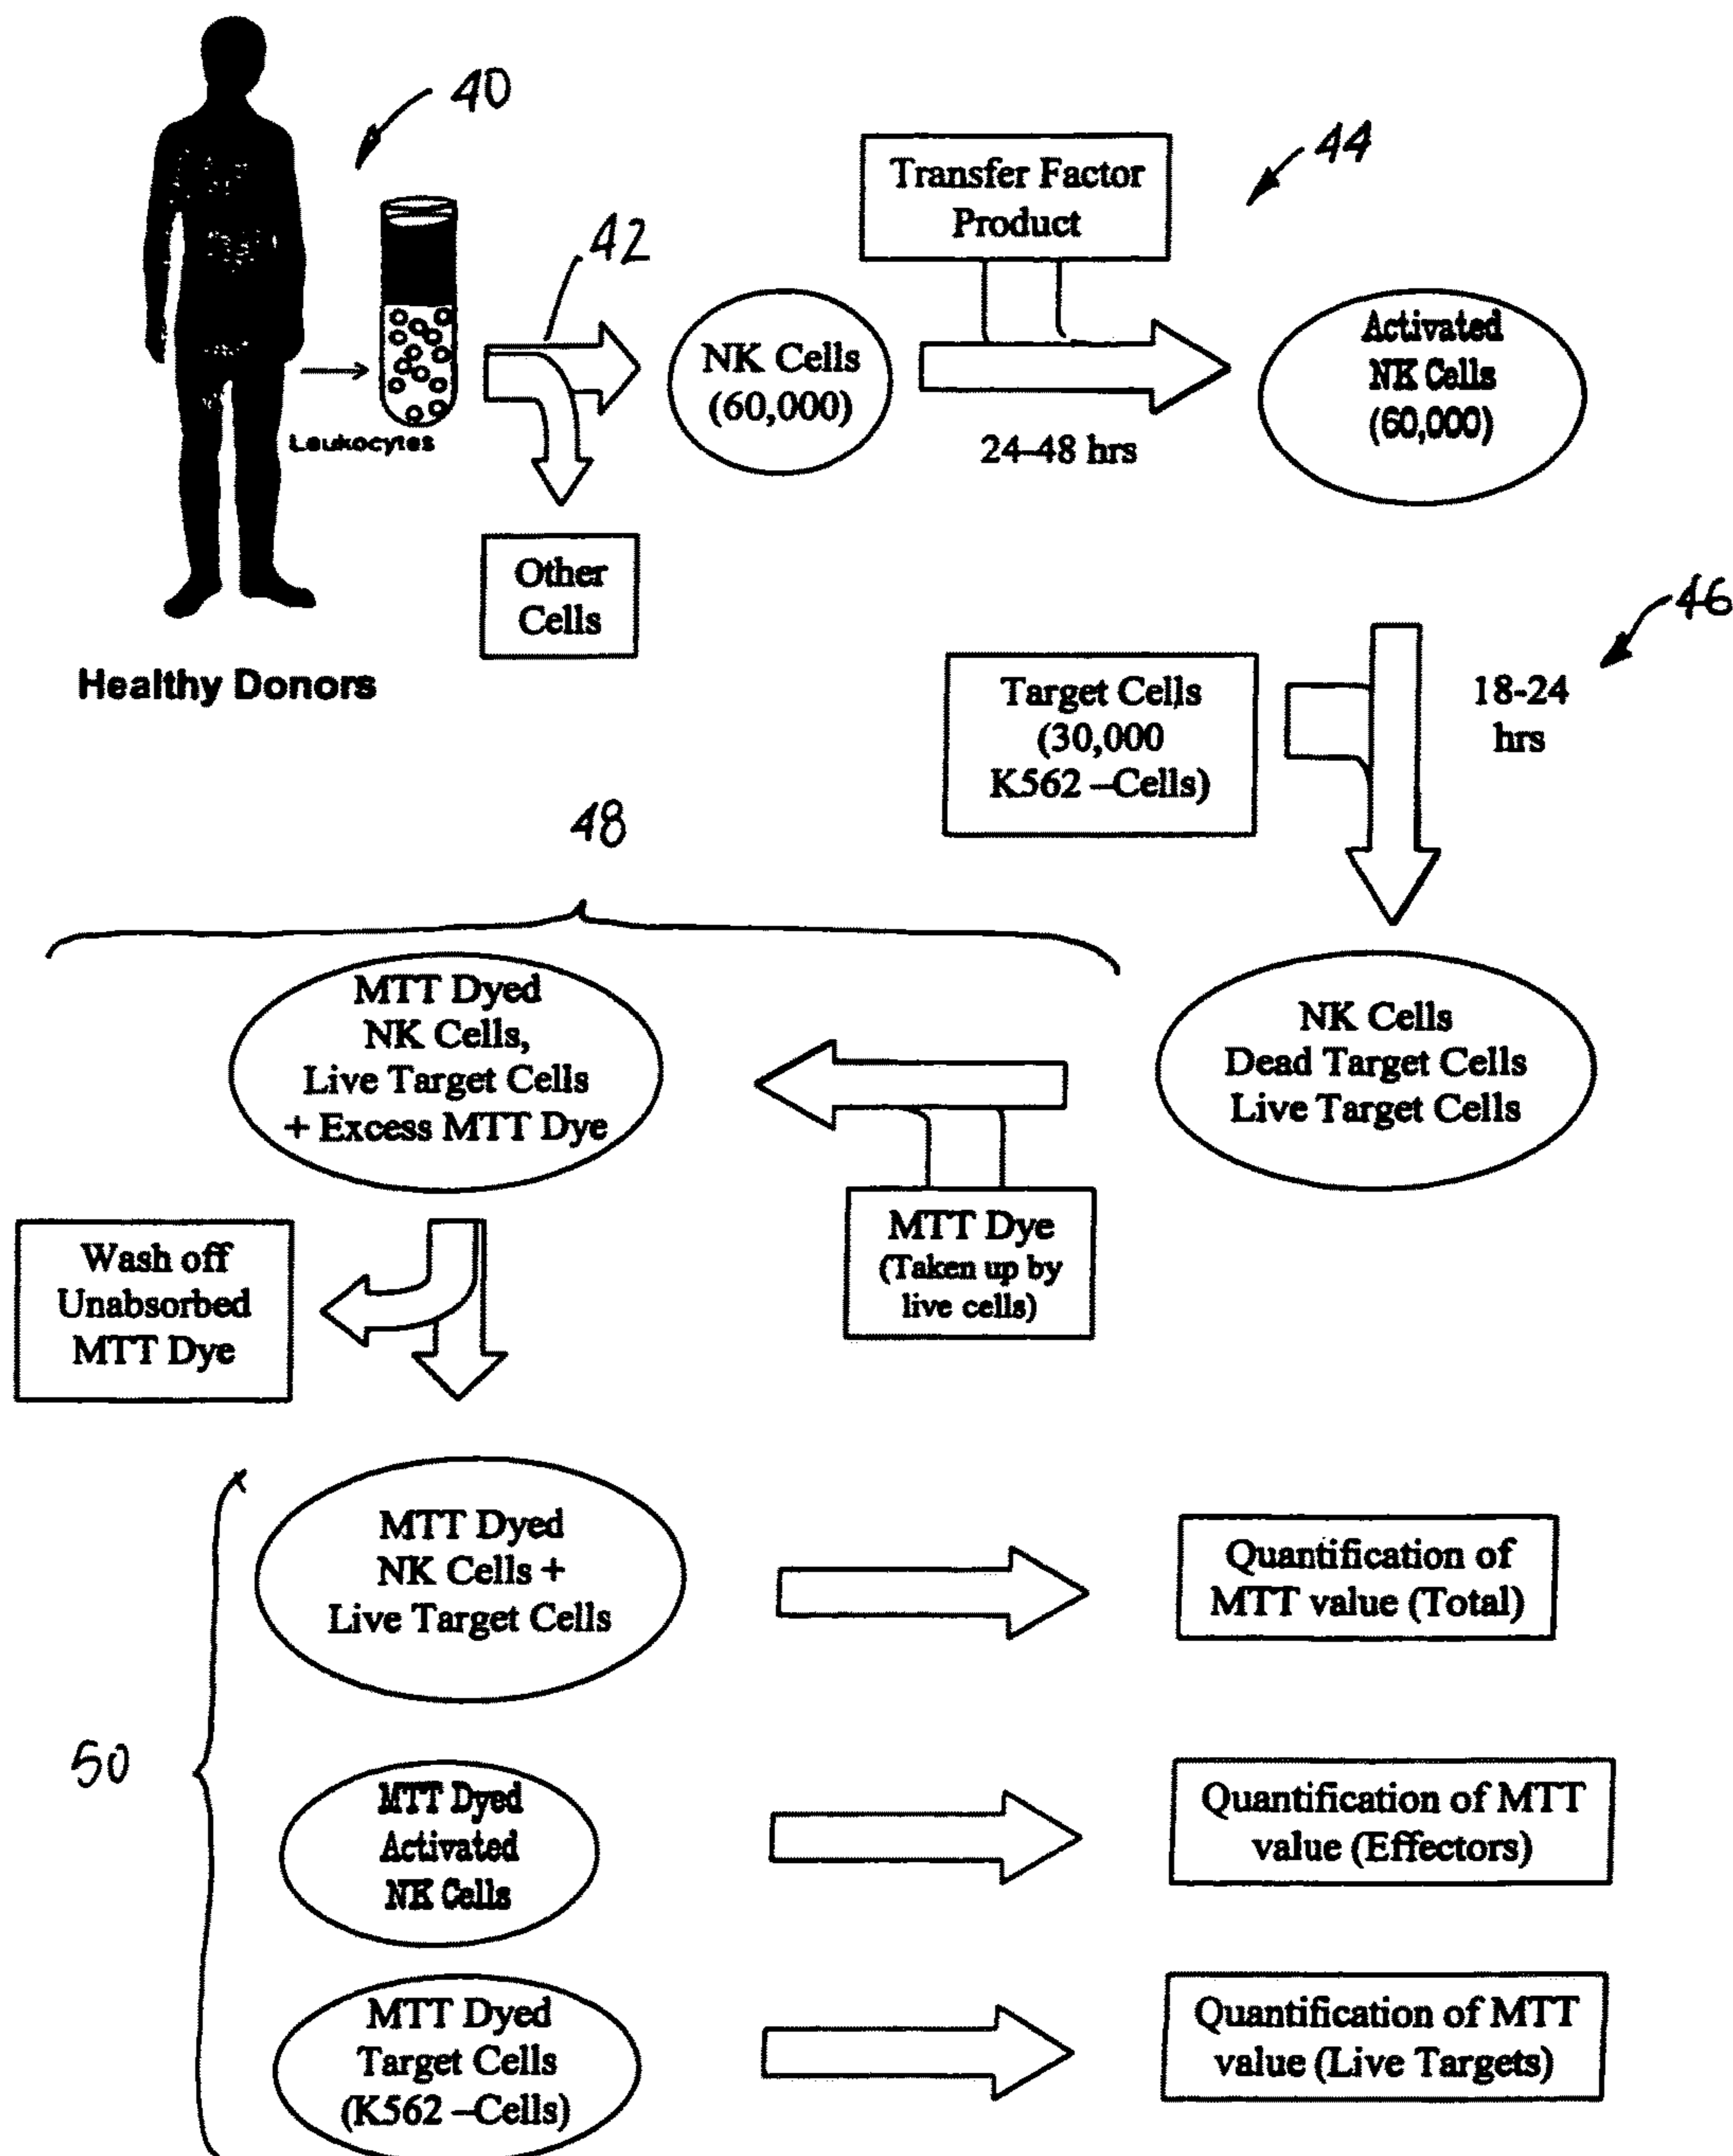 40
44
Transfer Factor
Product
42
NK Cells
(60,000)
Activated
NK Cells
(60,000)
Leukocytes
24-48 hrs
Other
Cells
46
Healthy Donors
Target Cells
(30,000
K562 –Cells)
18-24
hrs
48
MTT Dyed
NK Cells,
Live Target Cells
+ Excess MTT Dye
NK Cells
Dead Target Cells
Live Target Cells
MTT Dye
(Taken up by
live cells)
Wash off
Unabsorbed
MTT Dye
MTT Dyed
NK Cells +
Live Target Cells
Quantification of
MTT value (Total)
50
MTT Dyed
Activated
NK Cells
Quantification of MTT
value (Effectors)
MTT Dyed
Target Cells
(K562 –Cells)
Quantification of MTT
value (Live Targets)